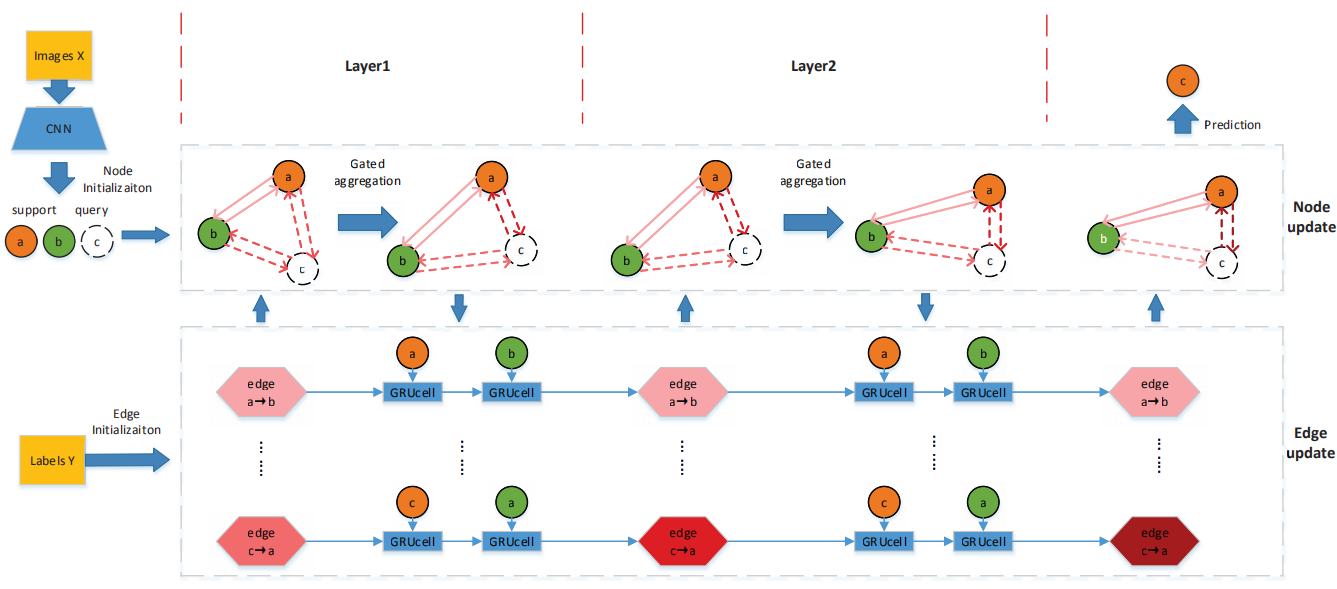 Images X
CNN
Node
Initializaiton
support query
a b c
Layer1
Layer2
c
Prediction
a
b
c
Gated
aggregation
a
b
c
a
b
c
Gated
aggregation
a
b
c
a
b
c
Node
update
Labels Y
Edge
Initializaiton
edge
a→b
a
GRUcell
b
GRUcell
edge
a→b
a
GRUcell
b
GRUcell
edge
a→b
edge
c→a
c
GRUcell
a
GRUcell
edge
c→a
c
GRUcell
a
GRUcell
edge
c→a
Edge
update